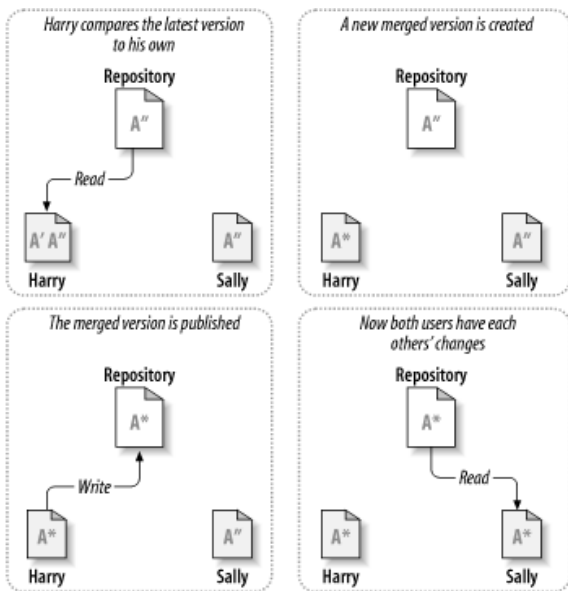 Harry compares the latest version
to his own
Repository
A″
Read
A′ A″
A″
Harry
Sally
A new merged version is created
Repository
A″
A*
A″
Harry
Sally
The merged version is published
Repository
A*
Write
A*
A″
Harry
Sally
Now both users have each
others’ changes
Repository
A*
Read
A*
A*
Harry
Sally